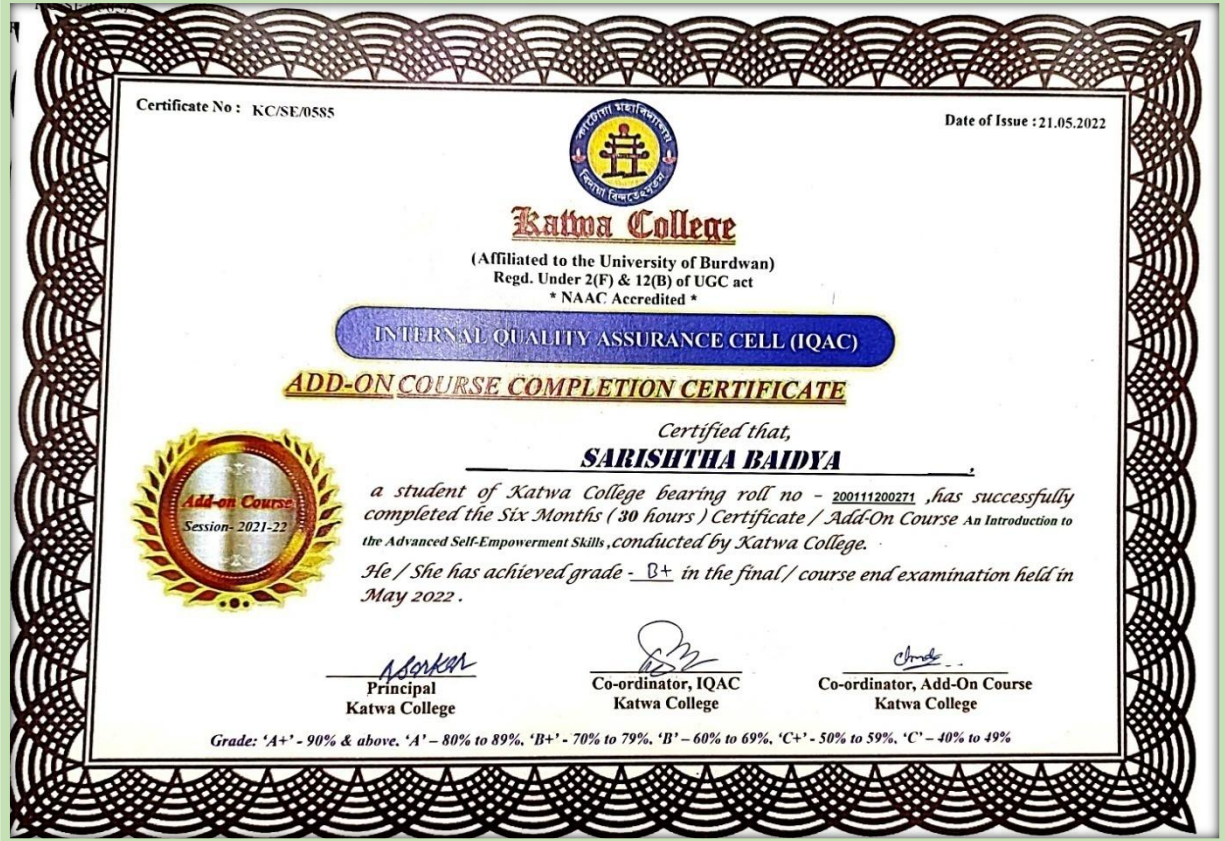 Certificate No : KC/SE/0585
Date of Issue : 21.05.2022
কাটোয়া মহাবিদ্যালয়
Katwa College
(Affiliated to the University of Burdwan)
Regd. Under 2(F) & 12(B) of UGC act
* NAAC Accredited *
INTERNAL QUALITY ASSURANCE CELL (IQAC)
ADD-ON COURSE COMPLETION CERTIFICATE
Certified that,
SARISHTHA BAIDYA ,
Add-on Course
Session- 2021-22
a student of Katwa College bearing roll no - 200111200271 ,has successfully
completed the Six Months ( 30 hours ) Certificate / Add-On Course An Introduction to
the Advanced Self-Empowerment Skills ,conducted by Katwa College.
He / She has achieved grade - B+ in the final / course end examination held in
May 2022 .
Principal
Katwa College
Co-ordinator, IQAC
Katwa College
Co-ordinator, Add-On Course
Katwa College
Grade: ‘A+’ - 90% & above. ‘A’ – 80% to 89%, ‘B+’ - 70% to 79%, ‘B’ – 60% to 69%, ‘C+’ - 50% to 59%, ‘C’ – 40% to 49%